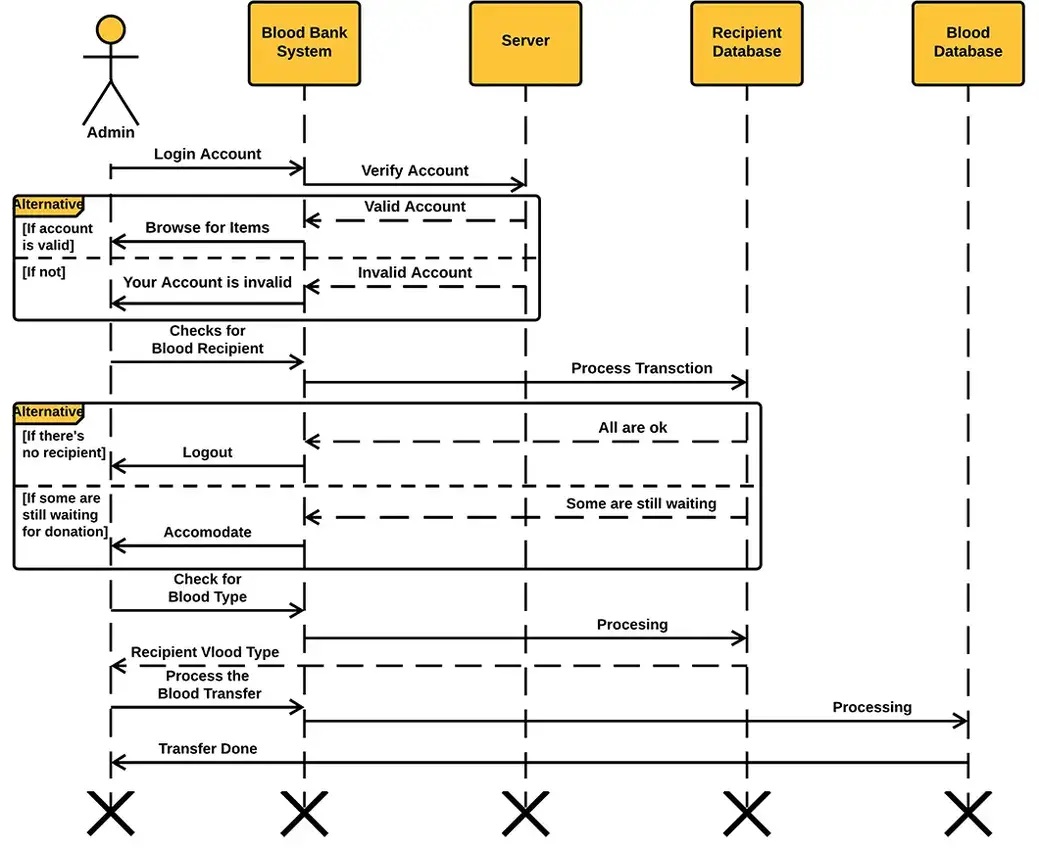 Blood Bank
System
Server
Recipient
Database
Blood
Database
Admin
Login Account
Verify Account
Alternative
Valid Account
[If account
is valid]
Browse for Items
[If not]
Invalid Account
Your Account is invalid
Checks for
Blood Recipient
Process Transction
Alternative
All are ok
[If there's
no recipient]
Logout
[If some are
still waiting
for donation]
Some are still waiting
Accomodate
Check for
Blood Type
Procesing
Recipient Vlood Type
Process the
Blood Transfer
Processing
Transfer Done